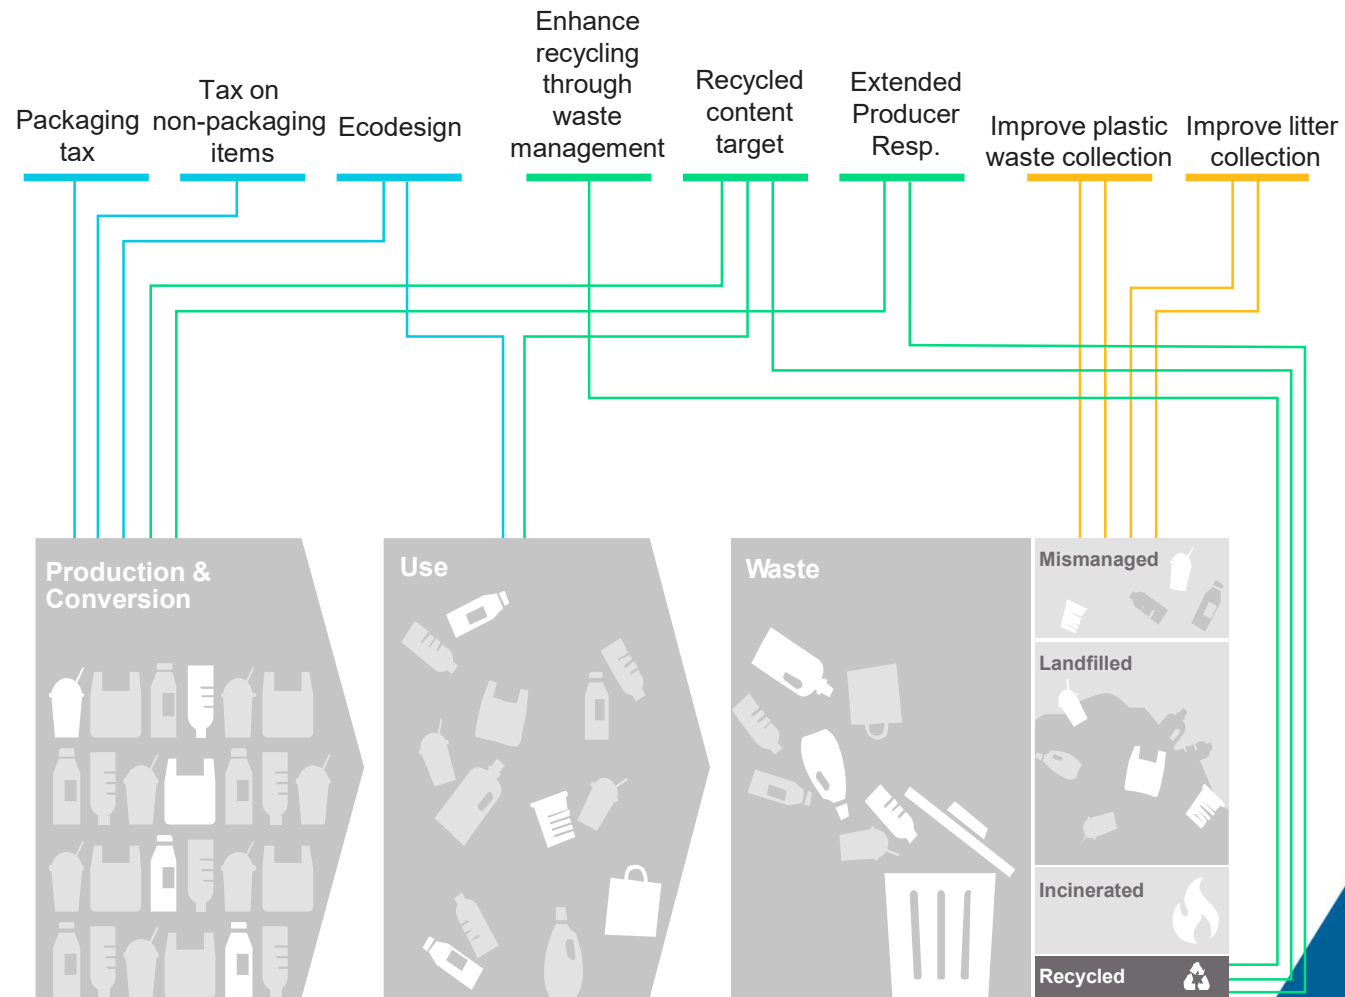 Packaging
tax
Tax on
non-packaging
items
Ecodesign
Enhance
recycling
through
waste
management
Recycled
content
target
Extended
Producer
Resp.
Improve plastic
waste collection
Improve litter
collection
Production &
Conversion
Use
Waste
Mismanaged
Landfilled
Incinerated
Recycled